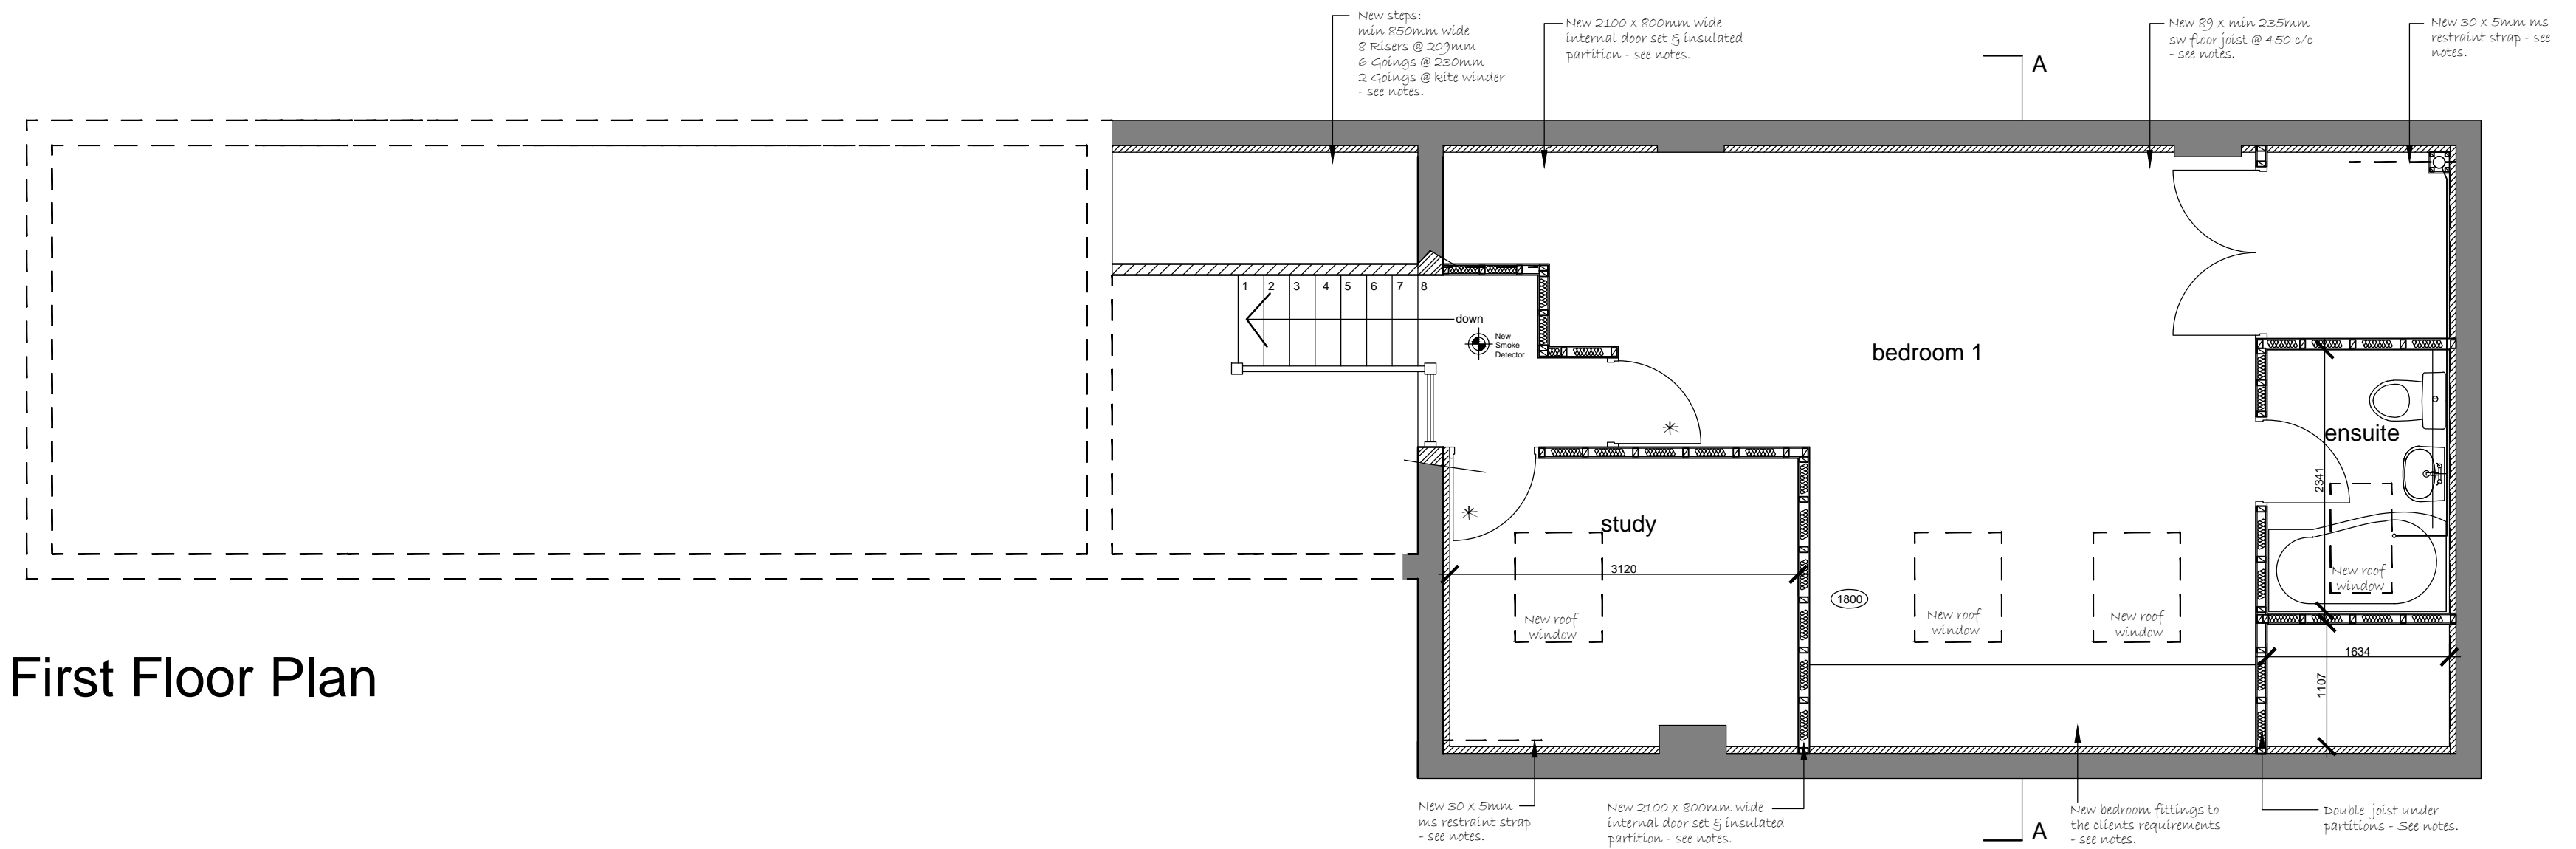 New steps:
min 850mm wide
8 Risers @ 209mm
6 Goings @ 230mm
2 Goings @ kite winder
- see notes.
New 2100 x 800mm wide
internal door set & insulated
partition - see notes.
A
New 89 x min 235mm
sw floor joist @ 450 c/c
- see notes.
New 30 x 5mm ms
restraint strap - see
notes.
1 2 3 4 5 6 7 8
down
New
Smoke
Detector
bedroom 1
ensuite
2341
study
3120
New roof
window
1800
New roof
window
New roof
window
New roof
window
1634
1107
First Floor Plan
New 30 x 5mm
ms restraint strap
- see notes.
New 2100 x 800mm wide
internal door set & insulated
partition - see notes.
A
New bedroom fittings to
the clients requirements
- see notes.
Double joist under
partitions - See notes.